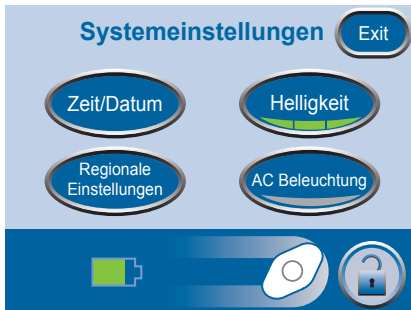 Systemeinstellungen
Exit
Zeit/Datum
Helligkeit
Regionale
Einstellungen
AC Beleuchtung